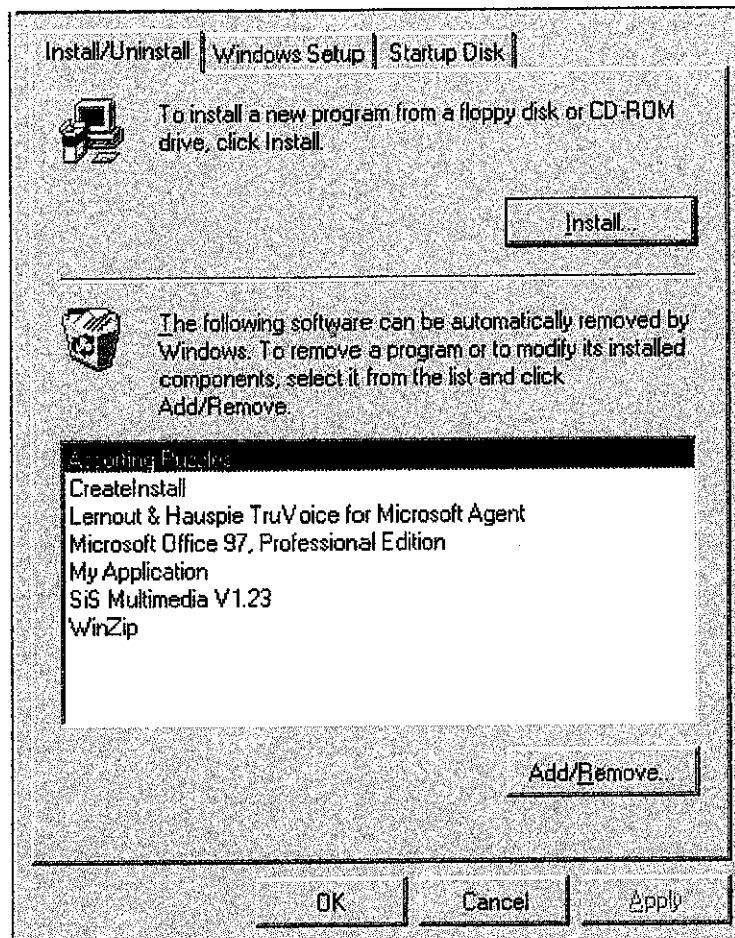 Install/Uninstall Windows Setup Startup Disk
To install a new program from a floppy disk or CD-ROM
drive, click Install.
Install...
The following software can be automatically removed by
Windows. To remove a program or to modify its installed
components, select it from the list and click
Add/Remove.
Puzzles
CreateInstall
Lernout & Hauspie TruVoice for Microsoft Agent
Microsoft Office 97, Professional Edition
My Application
SiS Multimedia V1.23
WinZip
Add/Remove...
OK Cancel Apply